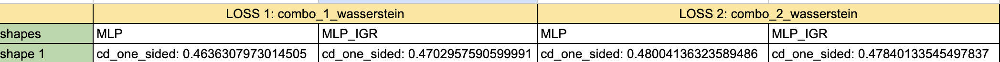 LOSS 1: combo_1_wasserstein LOSS 2: combo_2_wasserstein
shapes MLP MLP_IGR MLP MLP_IGR
shape 1 cd_one_sided: 0.4636307973014505 cd_one_sided: 0.4702957590599991 cd_one_sided: 0.48004136323589486 cd_one_sided: 0.47840133545497837